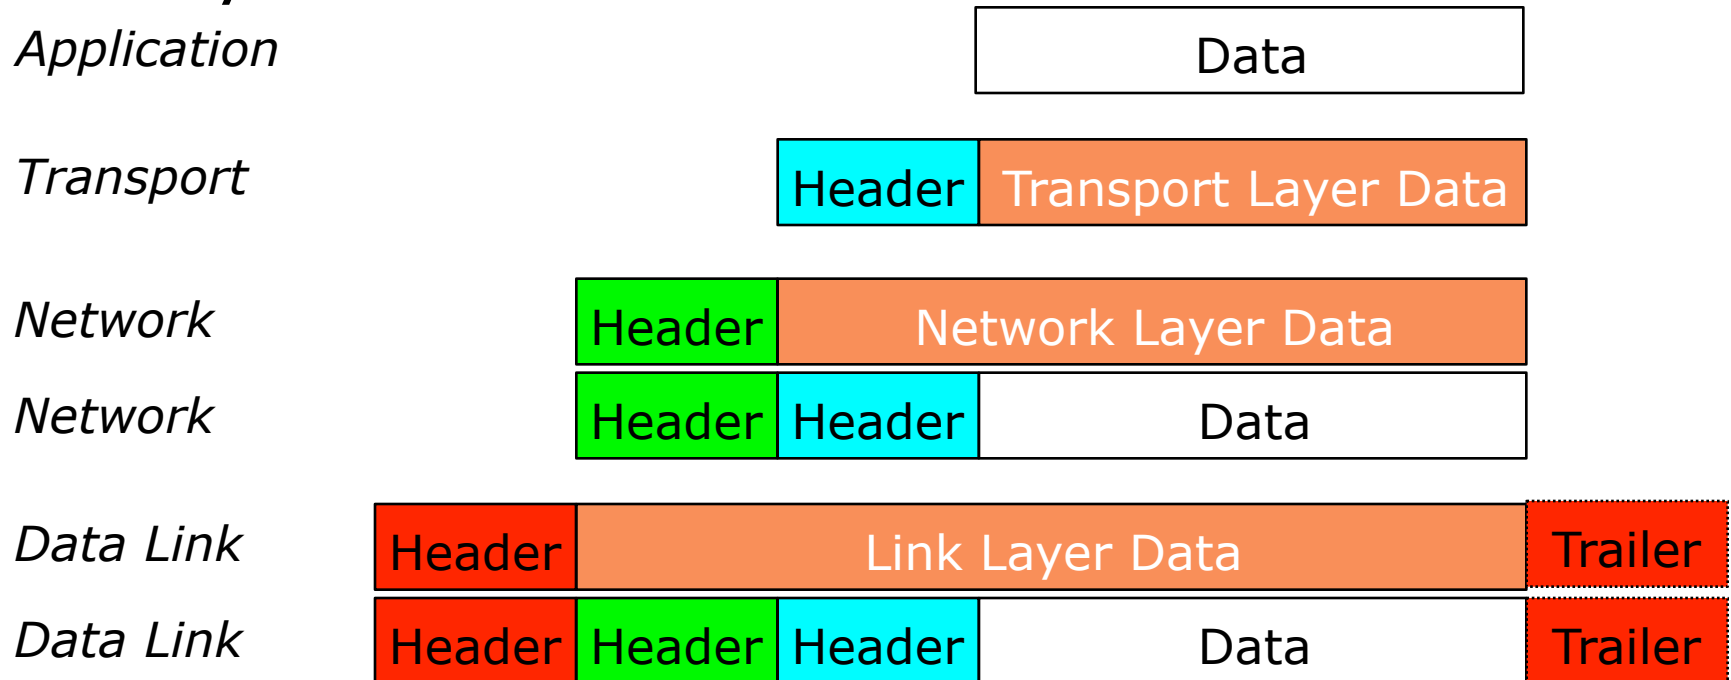 Application Data
Transport Header Transport Layer Data
Network Header Network Layer Data
Network Header Header Data
Data Link Header Link Layer Data Trailer
Data Link Header Header Header Data Trailer